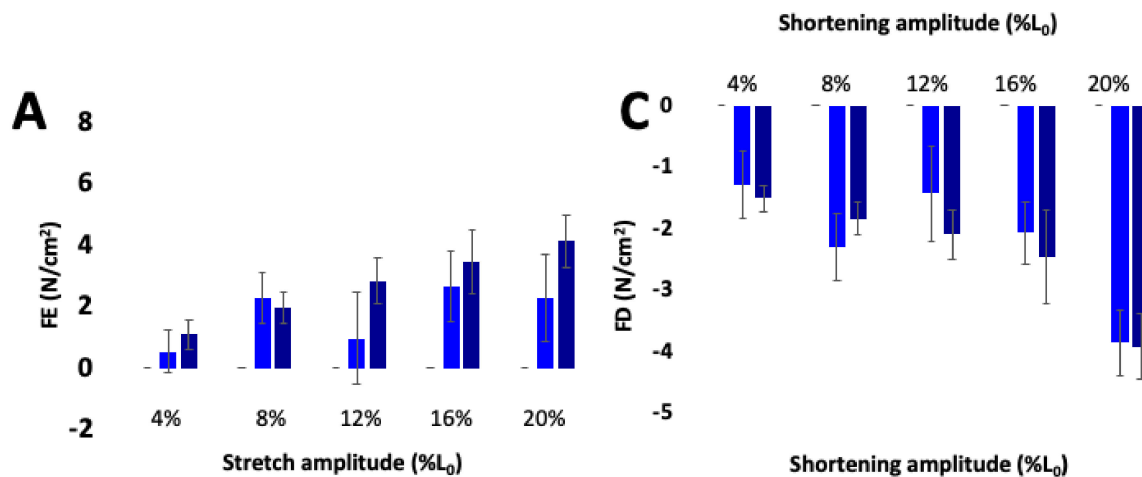 A
8
6
4
2
0
-2
FE (N/cm²)
4% 8% 12% 16% 20%
Stretch amplitude (%L₀)
Shortening amplitude (%L₀)
4% 8% 12% 16% 20%
C
0
-1
-2
-3
-4
-5
FD (N/cm²)
Shortening amplitude (%L₀)